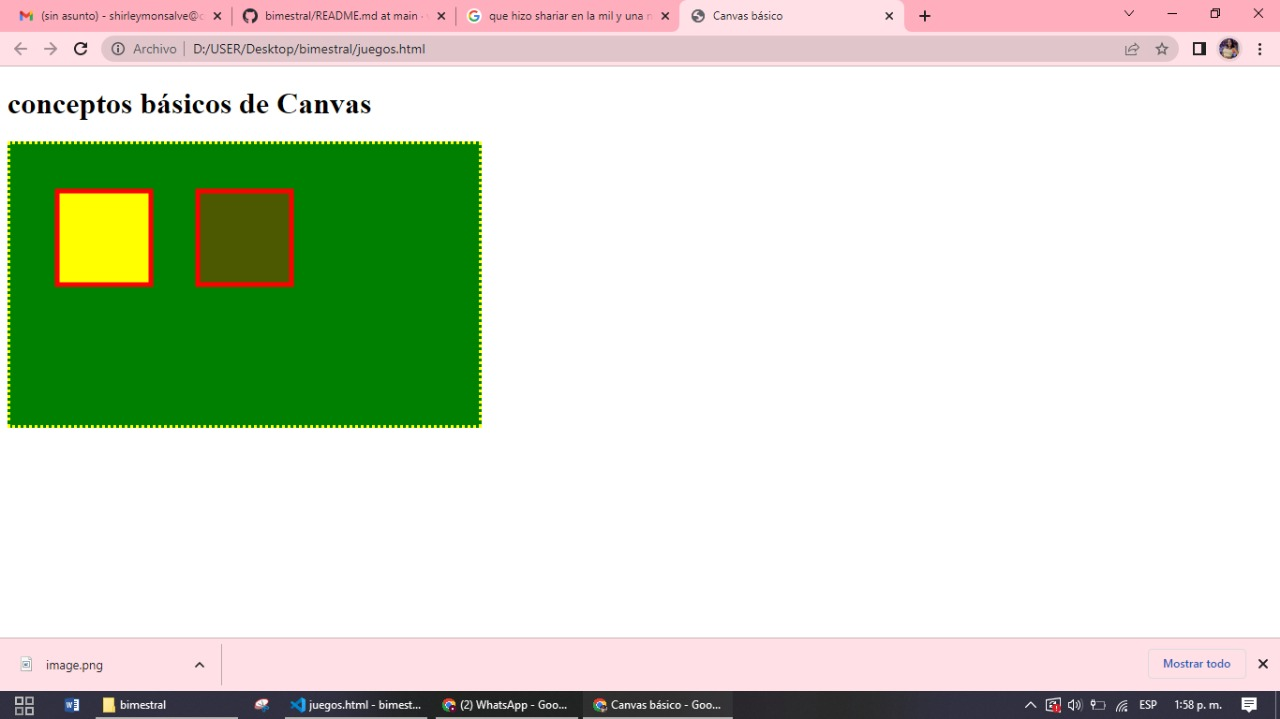 (sin asunto) - shirleymonsalve@c
bimestral/README.md at main ·
que hizo shariar en la mil y una n
Canvas básico
Archivo
D:/USER/Desktop/bimestral/juegos.html
conceptos básicos de Canvas
image.png
Mostrar todo
bimestral
juegos.html - bimest...
(2) WhatsApp - Goo...
Canvas básico - Goo...
ESP
1:58 p. m.